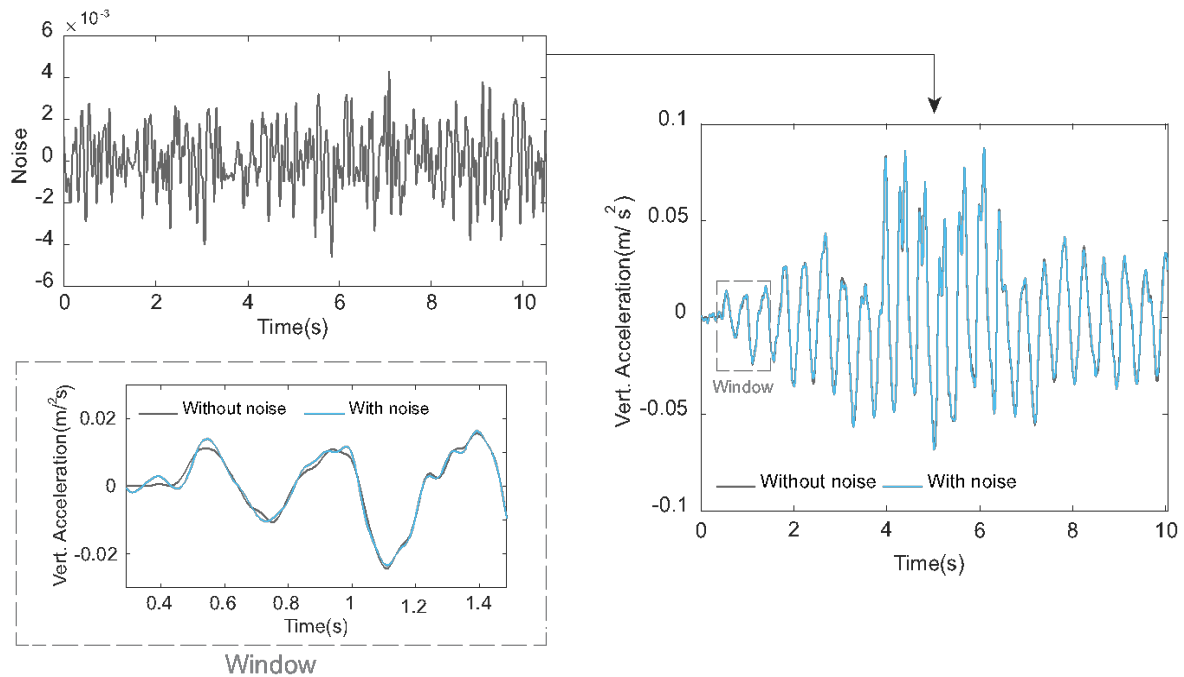 × 10⁻³
6
4
2
0
-2
-4
-6
Noise
0 2 4 6 8 10
Time(s)
0.1
0.05
0
-0.05
-0.1
Vert. Acceleration(m/s²)
Window
Without noise With noise
0 2 4 6 8 10
Time(s)
Without noise With noise
0.02
0
-0.02
Vert. Acceleration(m/²s)
0.4 0.6 0.8 1 1.2 1.4
Time(s)
Window